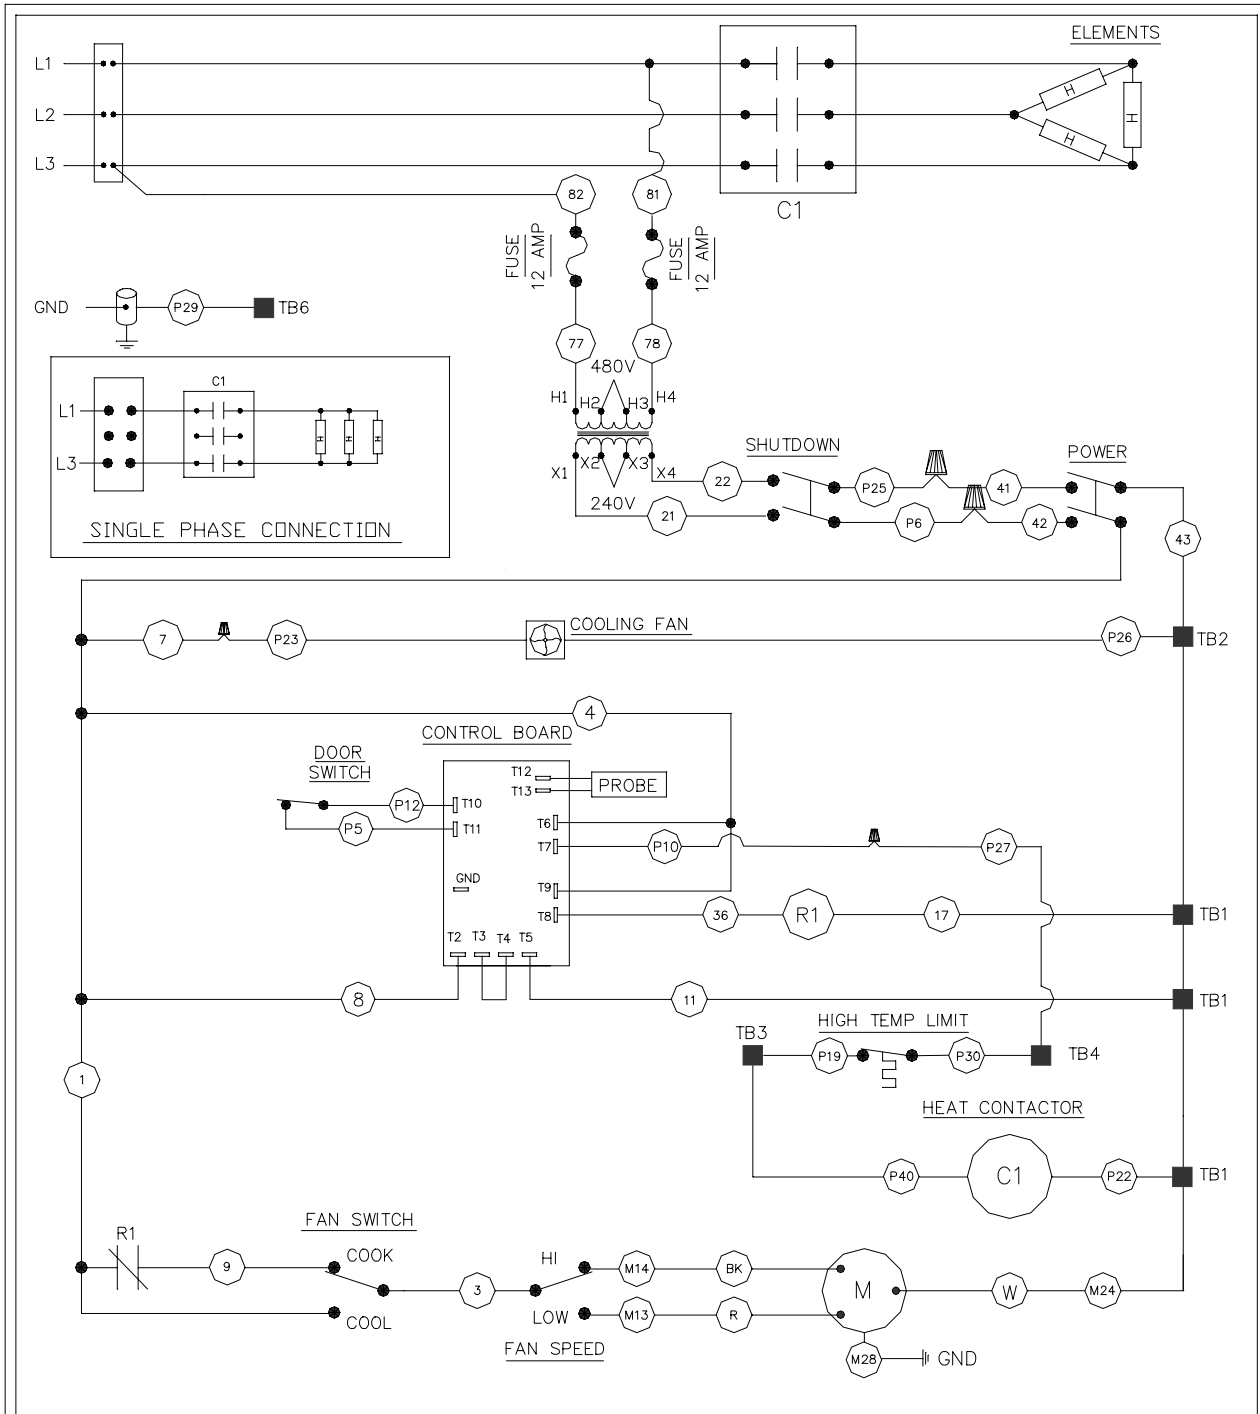 ELEMENTS
L1
L2
L3
H
H
H
C1
82
81
FUSE
12 AMP
FUSE
12 AMP
GND
P29
TB6
77
78
480V
H1
H2
H3
H4
C1
L1
L3
H
H
H
SINGLE PHASE CONNECTION
X1
X2
X3
X4
240V
22
21
SHUTDOWN
P25
41
P6
42
POWER
43
7
P23
COOLING FAN
P26
TB2
4
CONTROL BOARD
DOOR
SWITCH
P12
P5
T10
T11
T12
T13
PROBE
T6
T7
P10
P27
GND
T9
T8
36
R1
17
TB1
T2
T3
T4
T5
8
11
TB1
HIGH TEMP LIMIT
TB3
P19
P30
TB4
1
HEAT CONTACTOR
P40
C1
P22
TB1
FAN SWITCH
R1
9
COOK
COOL
3
HI
LOW
FAN SPEED
M14
BK
M13
R
M
W
M24
M28
GND